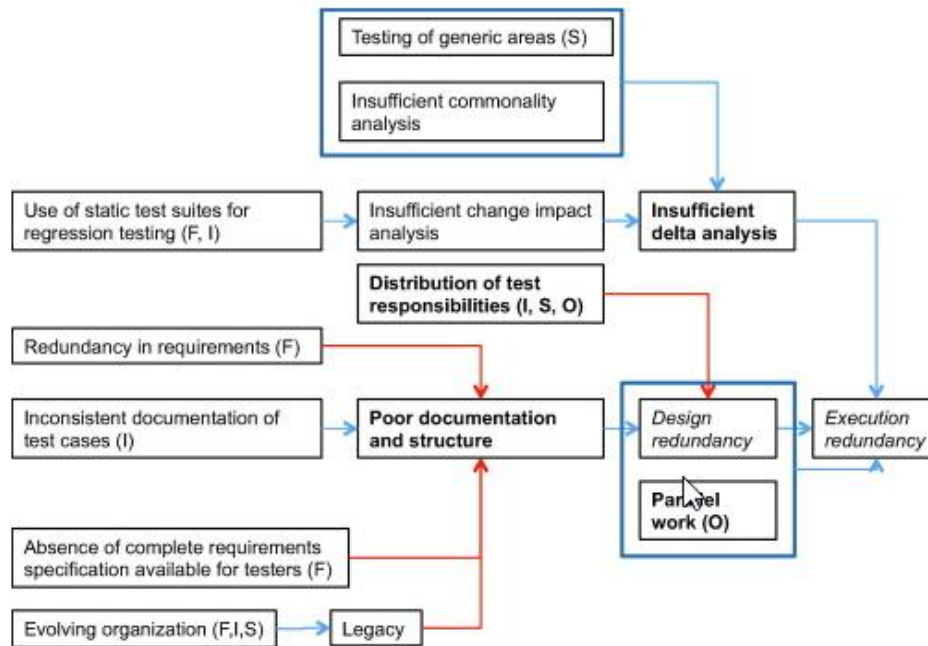 Testing of generic areas (S)
Insufficient commonality
analysis
Use of static test suites for
regression testing (F, I)
Insufficient change impact
analysis
Insufficient
delta analysis
Distribution of test
responsibilities (I, S, O)
Redundancy in requirements (F)
Inconsistent documentation of
test cases (I)
Poor documentation
and structure
Design
redundancy
Execution
redundancy
Parallel
work (O)
Absence of complete requirements
specification available for testers (F)
Evolving organization (F,I,S)
Legacy